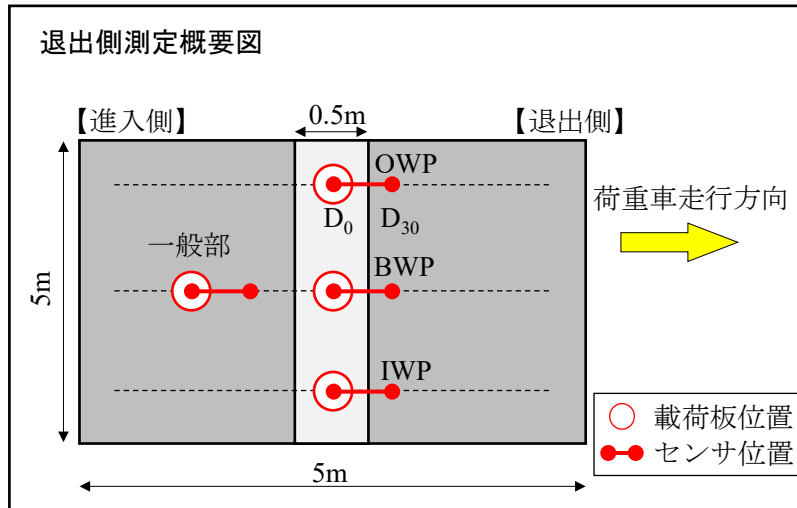 退出側測定概要図
0.5m
【進入側】
【退出側】
OWP
荷重車走行方向
D0
D30
一般部
BWP
5m
IWP
載荷板位置
センサ位置
5m